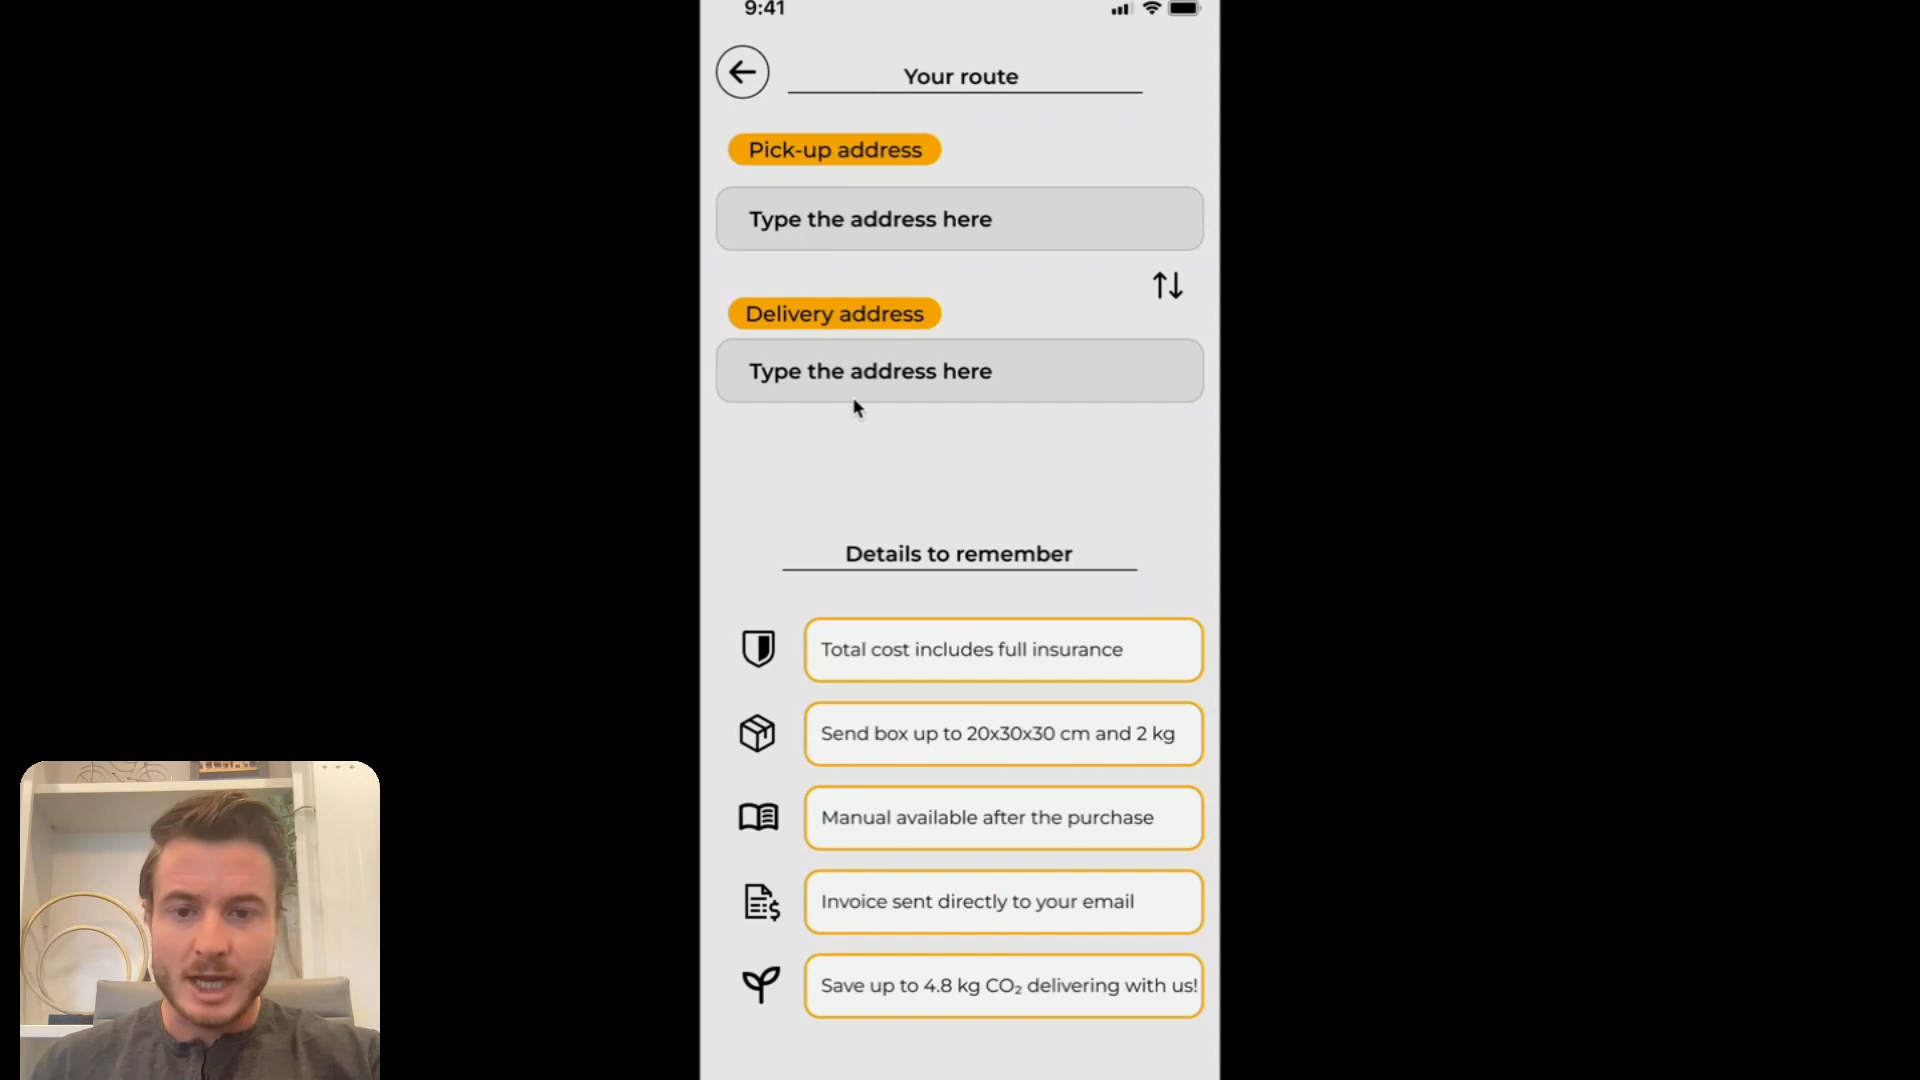 9:41
Your route
Pick-up address
Type the address here
Delivery address
Type the address here
Details to remember
Total cost includes full insurance
Send box up to 20x30x30 cm and 2 kg
Manual available after the purchase
Invoice sent directly to your email
Save up to 4.8 kg CO₂ delivering with us!